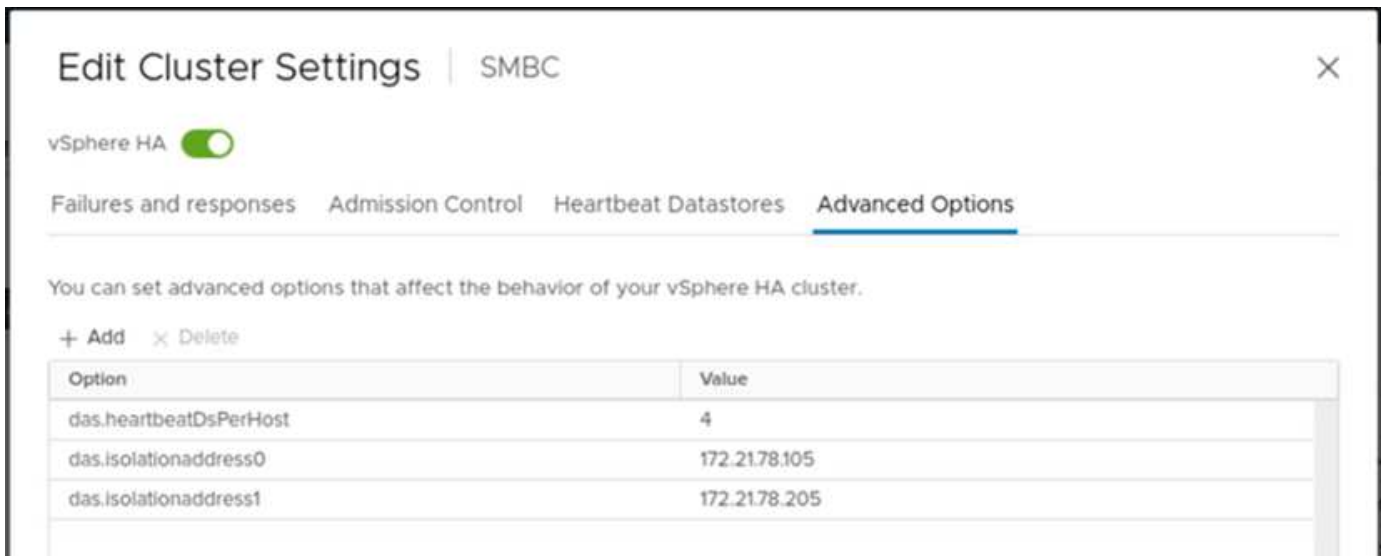 Edit Cluster Settings SMBC
vSphere HA
Failures and responses Admission Control Heartbeat Datastores Advanced Options
You can set advanced options that affect the behavior of your vSphere HA cluster.
+ Add × Delete
Option Value
das.heartbeatDsPerHost 4
das.isolationaddress0 172.21.78.105
das.isolationaddress1 172.21.78.205